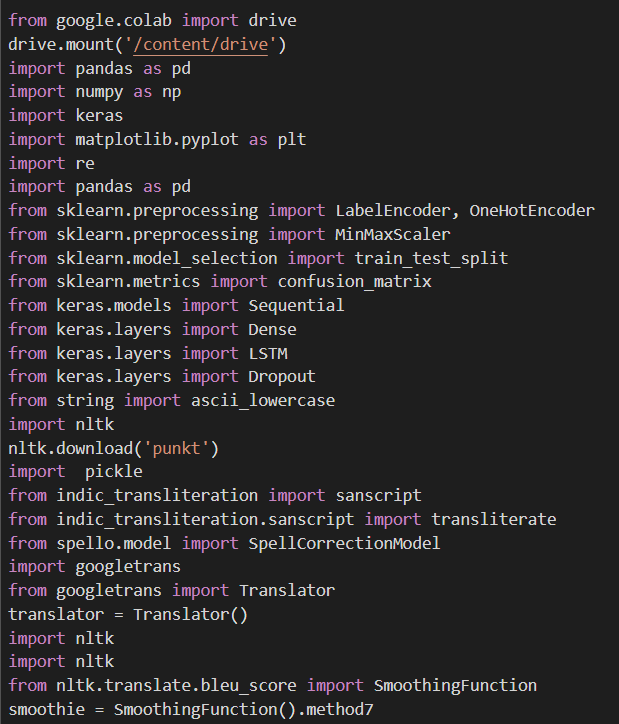 from google.colab import drive
drive.mount('/content/drive')
import pandas as pd
import numpy as np
import keras
import matplotlib.pyplot as plt
import re
import pandas as pd
from sklearn.preprocessing import LabelEncoder, OneHotEncoder
from sklearn.preprocessing import MinMaxScaler
from sklearn.model_selection import train_test_split
from sklearn.metrics import confusion_matrix
from keras.models import Sequential
from keras.layers import Dense
from keras.layers import LSTM
from keras.layers import Dropout
from string import ascii_lowercase
import nltk
nltk.download('punkt')
import  pickle
from indic_transliteration import sanscript
from indic_transliteration.sanscript import transliterate
from spello.model import SpellCorrectionModel
import googletrans
from googletrans import Translator
translator = Translator()
import nltk
import nltk
from nltk.translate.bleu_score import SmoothingFunction
smoothie = SmoothingFunction().method7